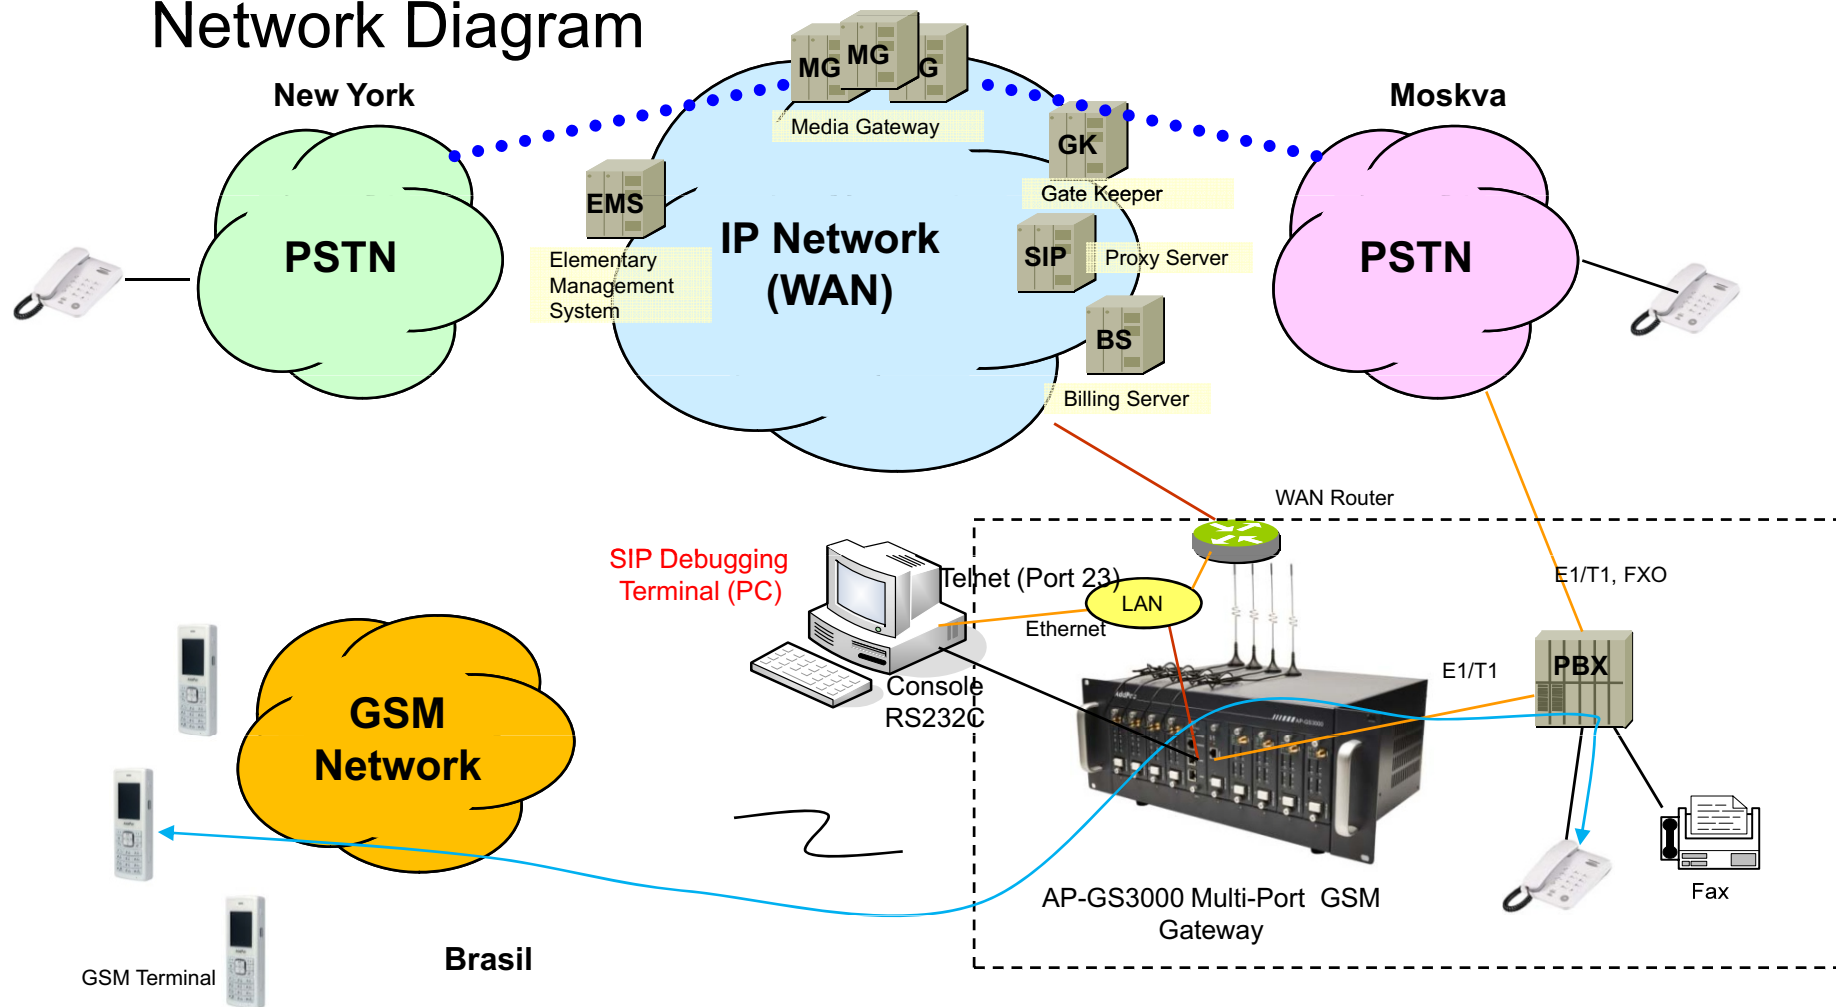 Network Diagram
New York
MG
MG
G
Media Gateway
Moskva
GK
Gate Keeper
EMS
Elementary
Management
System
PSTN
IP Network
(WAN)
SIP
Proxy Server
PSTN
BS
Billing Server
WAN Router
SIP Debugging
Terminal (PC)
Telnet (Port 23)
LAN
Ethernet
E1/T1, FXO
E1/T1
PBX
Console
RS232C
AP-GS3000
GSM
Network
AP-GS3000 Multi-Port GSM
Gateway
Fax
Brasil
GSM Terminal